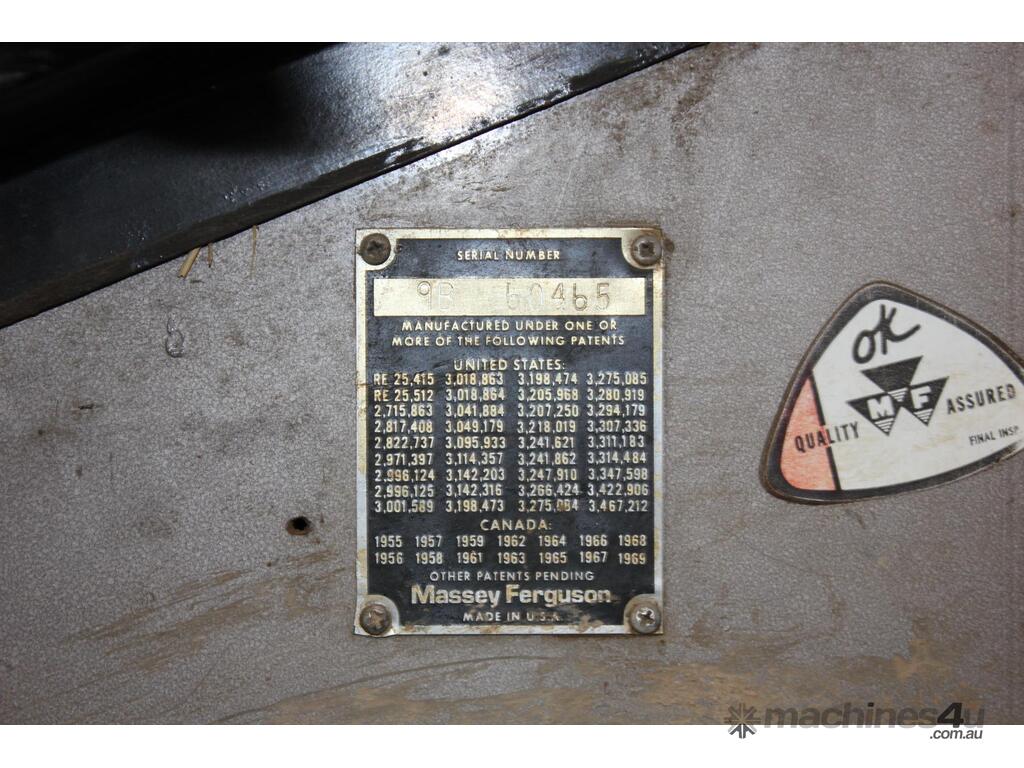 SERIAL NUMBER
9B 60465
MANUFACTURED UNDER ONE OR
MORE OF THE FOLLOWING PATENTS
UNITED STATES:
RE 25,415 3,018,863 3,198,474 3,275,085
RE 25,512 3,018,864 3,205,968 3,280,919
2,715,863 3,041,884 3,207,250 3,294,179
2,817,408 3,049,179 3,218,019 3,307,336
2,822,737 3,095,933 3,241,621 3,311,183
2,971,397 3,114,357 3,241,862 3,314,484
2,996,124 3,142,203 3,247,910 3,347,598
2,996,125 3,142,316 3,266,424 3,422,906
3,001,589 3,198,473 3,275,084 3,467,212
CANADA:
1955 1957 1959 1962 1964 1966 1968
1956 1958 1961 1963 1965 1967 1969
OTHER PATENTS PENDING
Massey Ferguson
MADE IN U.S.A.
OK
MF
QUALITY ASSURED
FINAL INSP
machines4u
.com.au